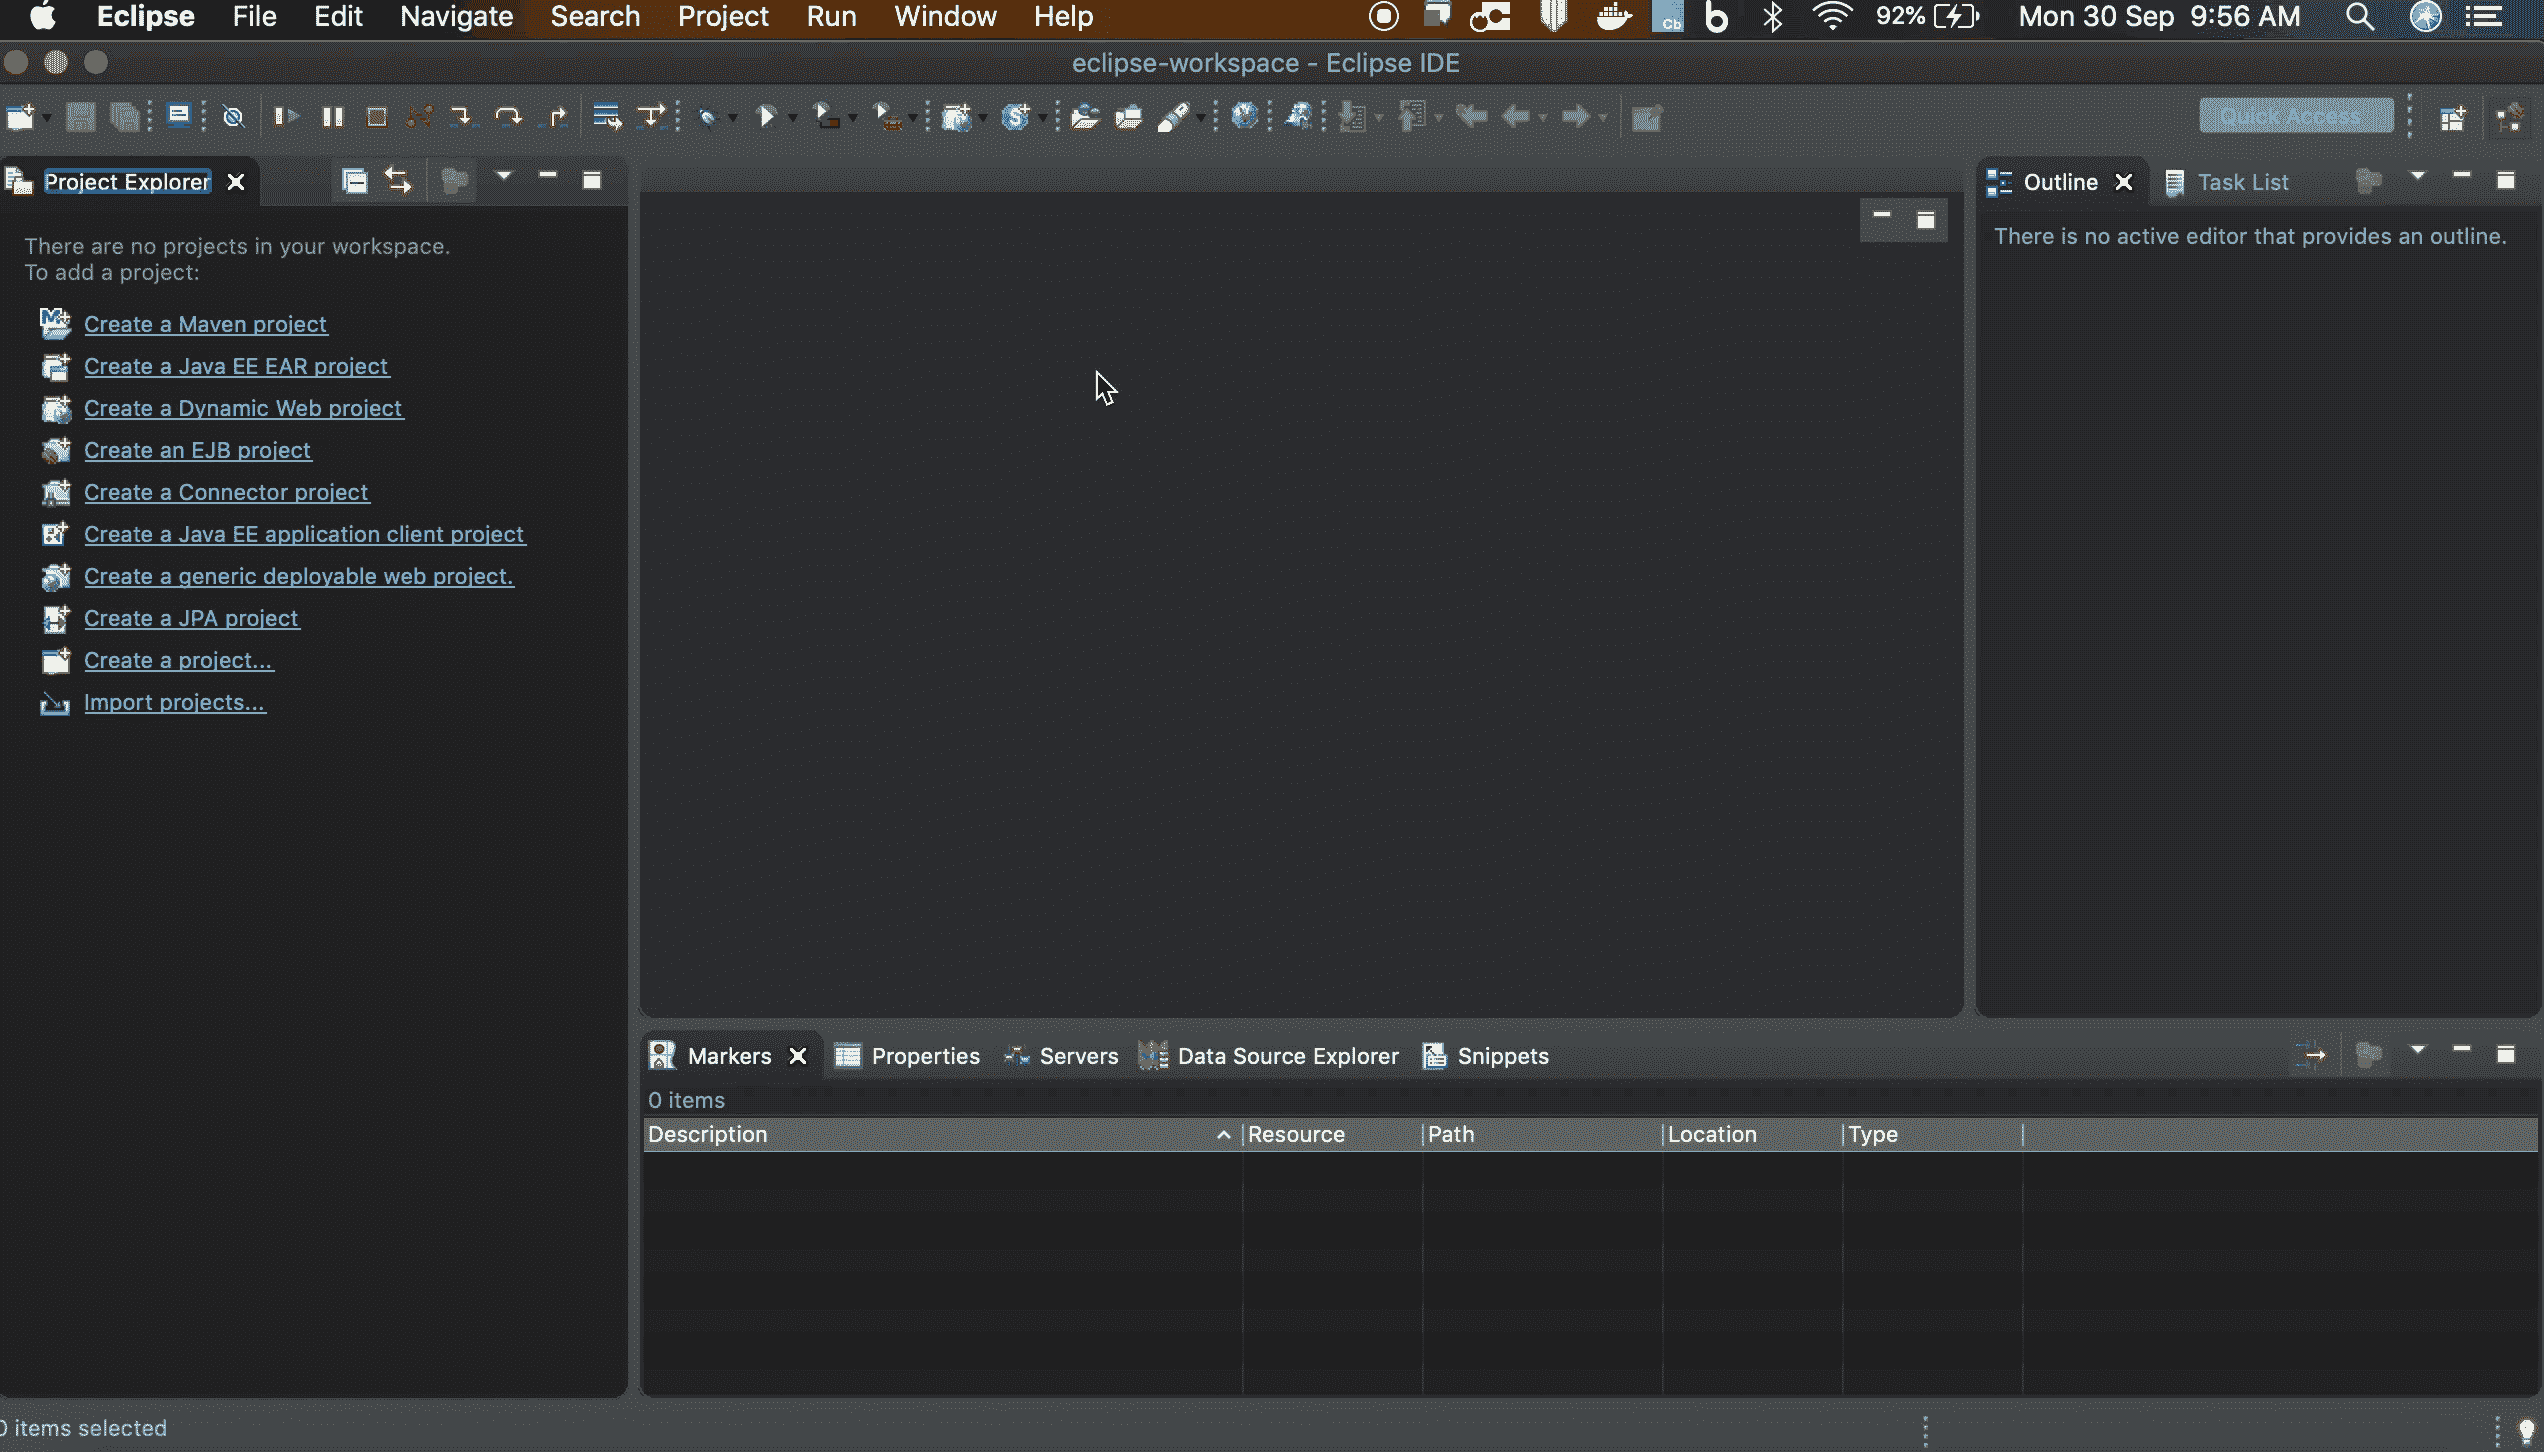 Eclipse File Edit Navigate Search Project Run Window Help Cb 92% Mon 30 Sep 9:56 AM
eclipse-workspace - Eclipse IDE
Quick Access
Project Explorer
Outline Task List
There are no projects in your workspace.
To add a project:
Create a Maven project
Create a Java EE EAR project
Create a Dynamic Web project
Create an EJB project
Create a Connector project
Create a Java EE application client project
Create a generic deployable web project.
Create a JPA project
Create a project...
Import projects...
There is no active editor that provides an outline.
Markers Properties Servers Data Source Explorer Snippets
0 items
Description Resource Path Location Type
0 items selected